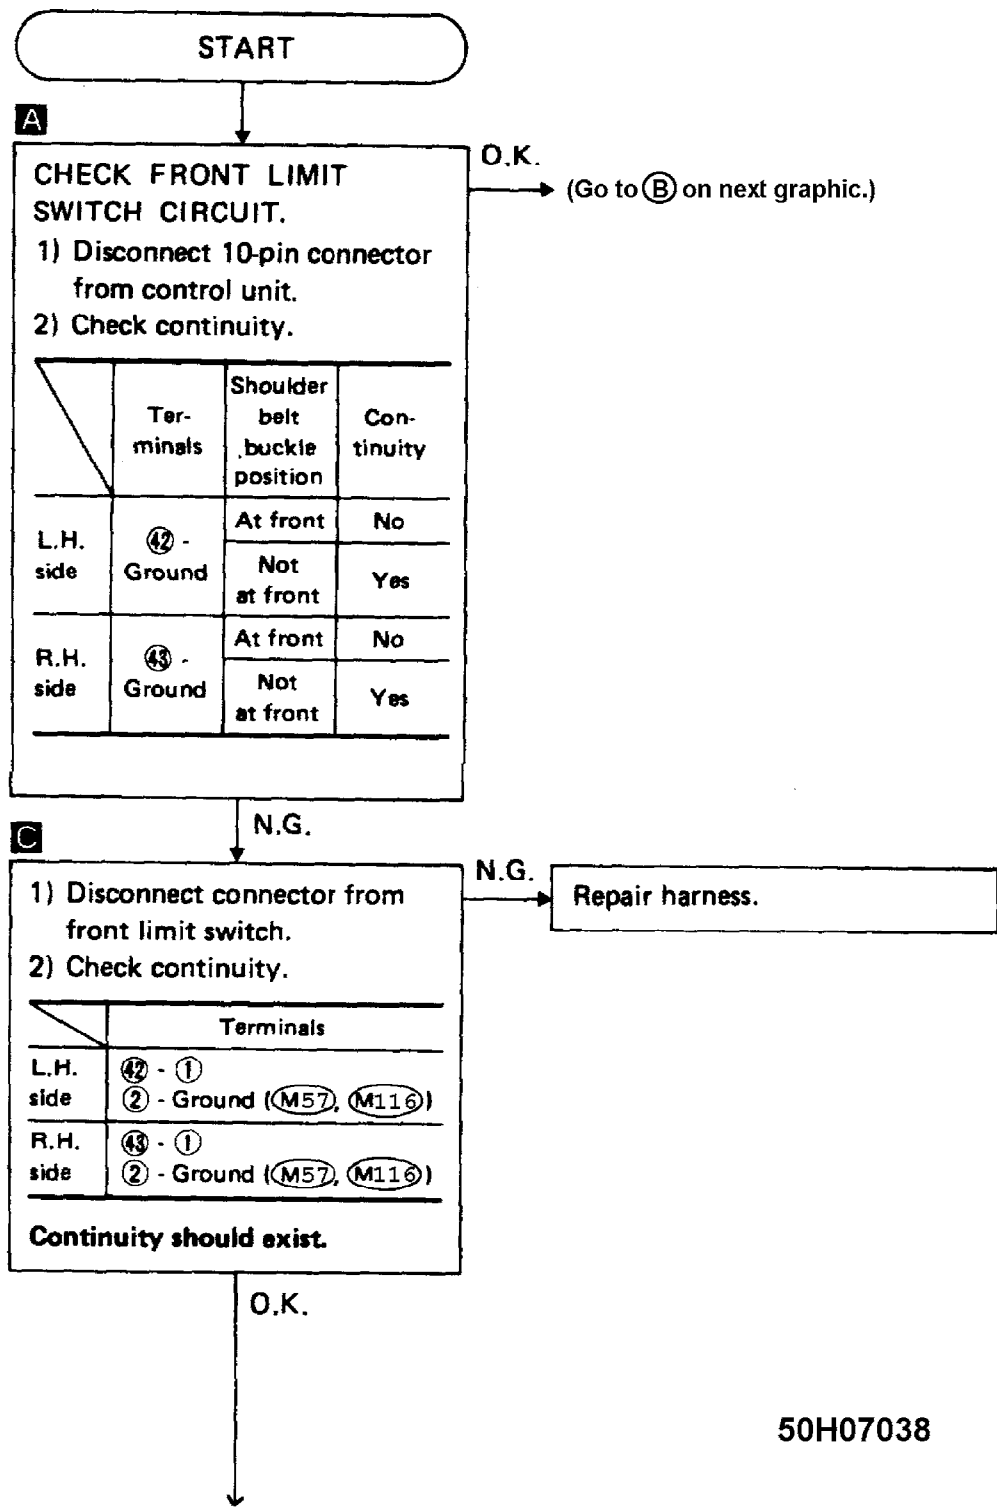 START
A
CHECK FRONT LIMIT
SWITCH CIRCUIT.
1) Disconnect 10-pin connector
from control unit.
2) Check continuity.
O.K.
(Go to Ⓑ on next graphic.)
Ter-
minals
Shoulder
belt
buckle
position
Con-
tinuity
L.H.
side
㊷ -
Ground
At front
No
Not
at front
Yes
R.H.
side
㊸ -
Ground
At front
No
Not
at front
Yes
N.G.
C
1) Disconnect connector from
front limit switch.
2) Check continuity.
N.G.
Repair harness.
Terminals
L.H.
side
㊷ - ①
② - Ground (M57, M116)
R.H.
side
㊸ - ①
② - Ground (M57, M116)
Continuity should exist.
O.K.
50H07038